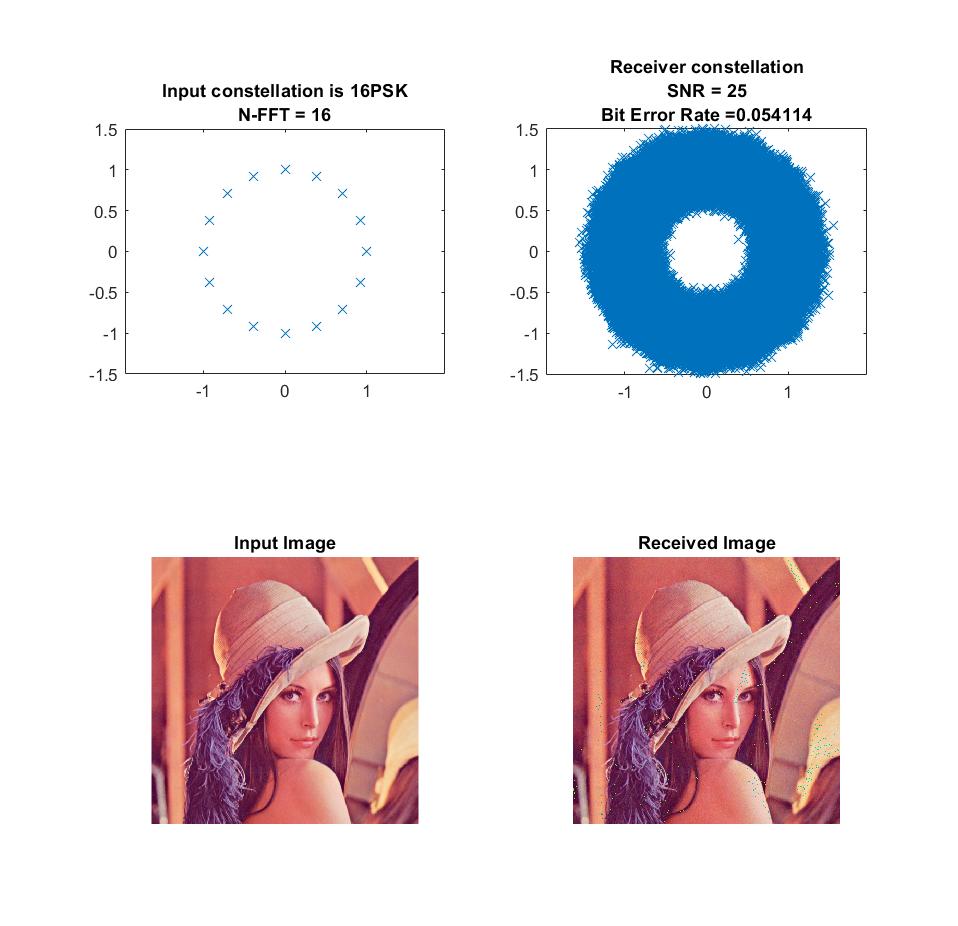 Input constellation is 16PSK
N-FFT = 16
1.5
1
0.5
0
-0.5
-1
-1.5
-1
0
1
Receiver constellation
SNR = 25
Bit Error Rate =0.054114
1.5
1
0.5
0
-0.5
-1
-1.5
-1
0
1
Input Image
Received Image